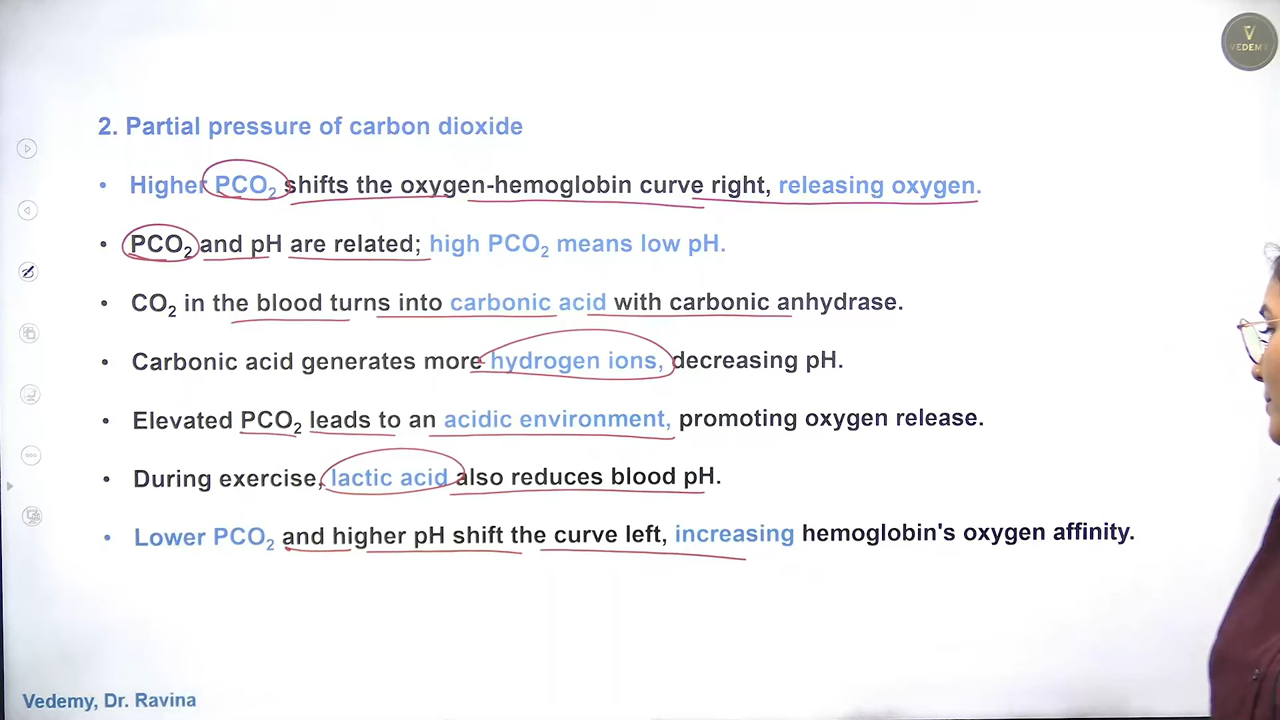 V
VEDEMY
2. Partial pressure of carbon dioxide
• Higher PCO₂ shifts the oxygen-hemoglobin curve right, releasing oxygen.
• PCO₂ and pH are related; high PCO₂ means low pH.
• CO₂ in the blood turns into carbonic acid with carbonic anhydrase.
• Carbonic acid generates more hydrogen ions, decreasing pH.
• Elevated PCO₂ leads to an acidic environment, promoting oxygen release.
• During exercise, lactic acid also reduces blood pH.
• Lower PCO₂ and higher pH shift the curve left, increasing hemoglobin's oxygen affinity.
Vedemy, Dr. Ravina